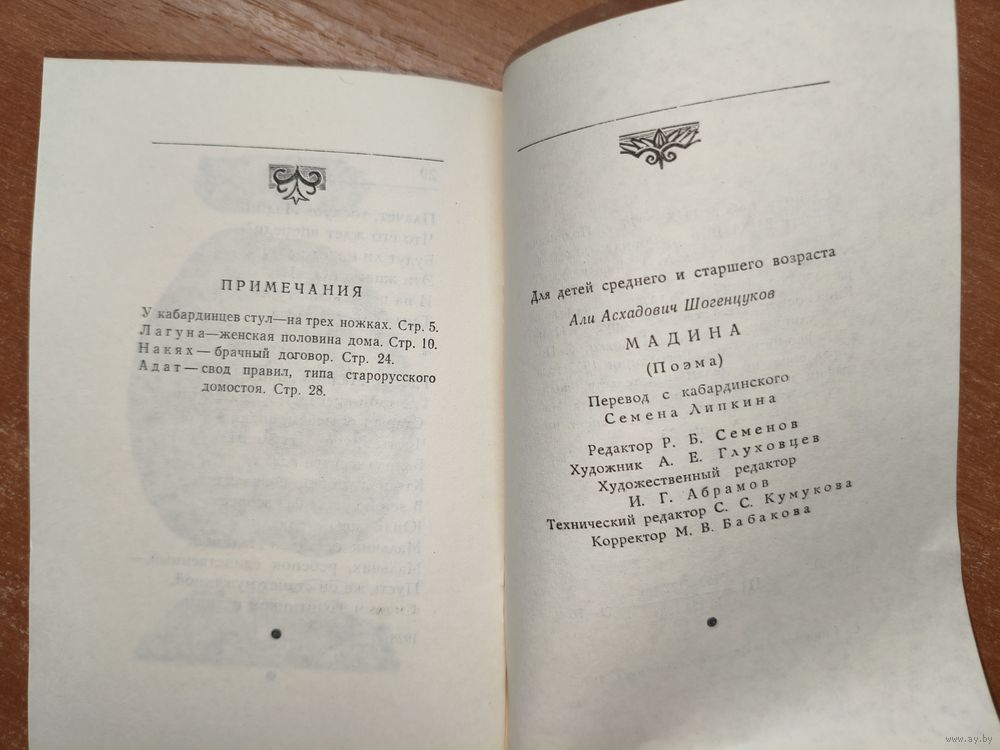 ПРИМЕЧАНИЯ
У кабардинцев стул—на трех ножках. Стр. 5.
Лагуна—женская половина дома. Стр. 10.
Накях—брачный договор. Стр. 24.
Адат—свод правил, типа старорусского
домостоя. Стр. 28.
Для детей среднего и старшего возраста
Али Асхадович Шогенцуков
МАДИНА
(Поэма)
Перевод с кабардинского
Семена Липкина
Редактор Р. Б. Семенов
Художник А. Е. Глуховцев
Художественный редактор
И. Г. Абрамов
Технический редактор С. С. Кумукова
Корректор М. В. Бабакова
www.ay.by